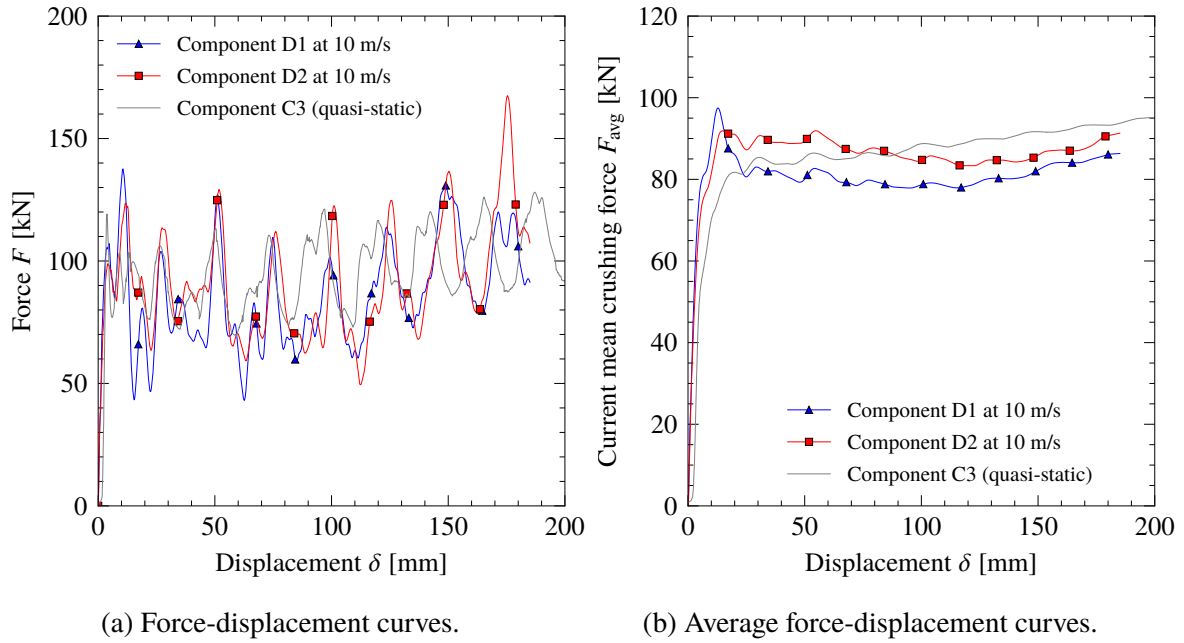 200
150
100
50
0
Force F [kN]
Component D1 at 10 m/s
Component D2 at 10 m/s
Component C3 (quasi-static)
0 50 100 150 200
Displacement δ [mm]
(a) Force-displacement curves.
120
100
80
60
40
20
0
Current mean crushing force Favg [kN]
Component D1 at 10 m/s
Component D2 at 10 m/s
Component C3 (quasi-static)
0 50 100 150 200
Displacement δ [mm]
(b) Average force-displacement curves.